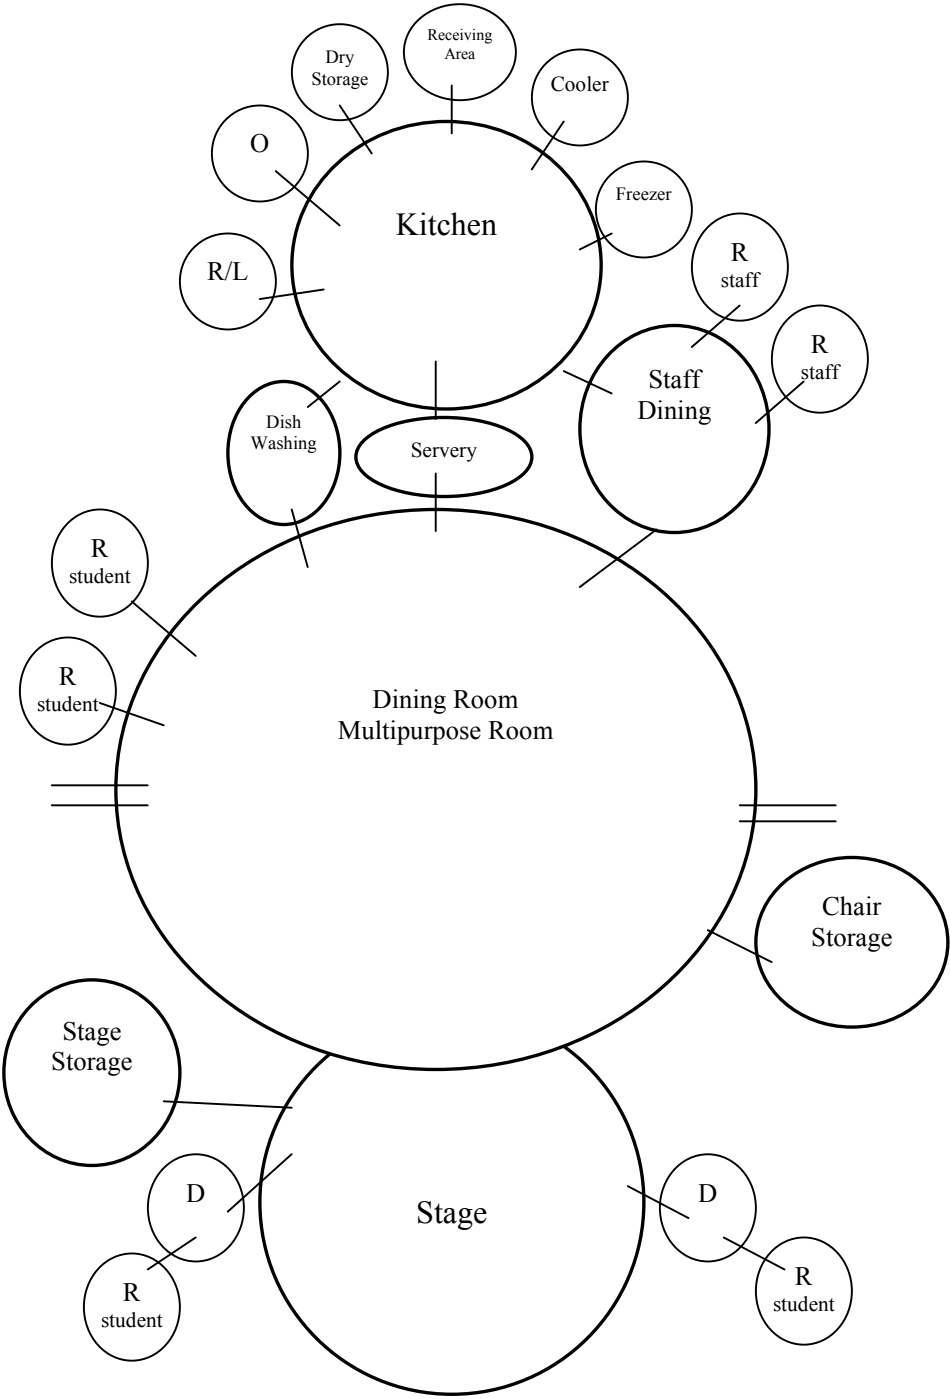 Receiving
Area
Dry
Storage
Cooler
O
Freezer
Kitchen
R
staff
R/L
R
staff
Staff
Dining
Dish
Washing
Servery
R
student
R
student
Dining Room
Multipurpose Room
Chair
Storage
Stage
Storage
D
Stage
D
R
student
R
student